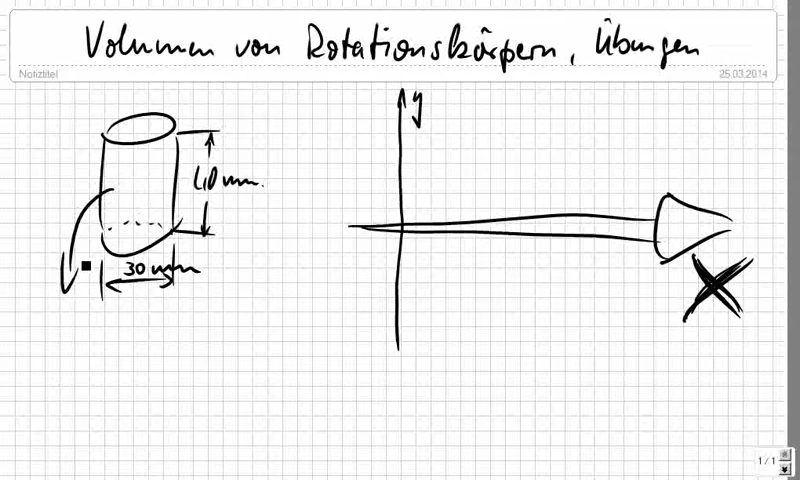 Volumen von Rotationskörpern, Übungen
Notiztitel
25.03.2014
y
40 mm
V
30 mm
x
1 / 1